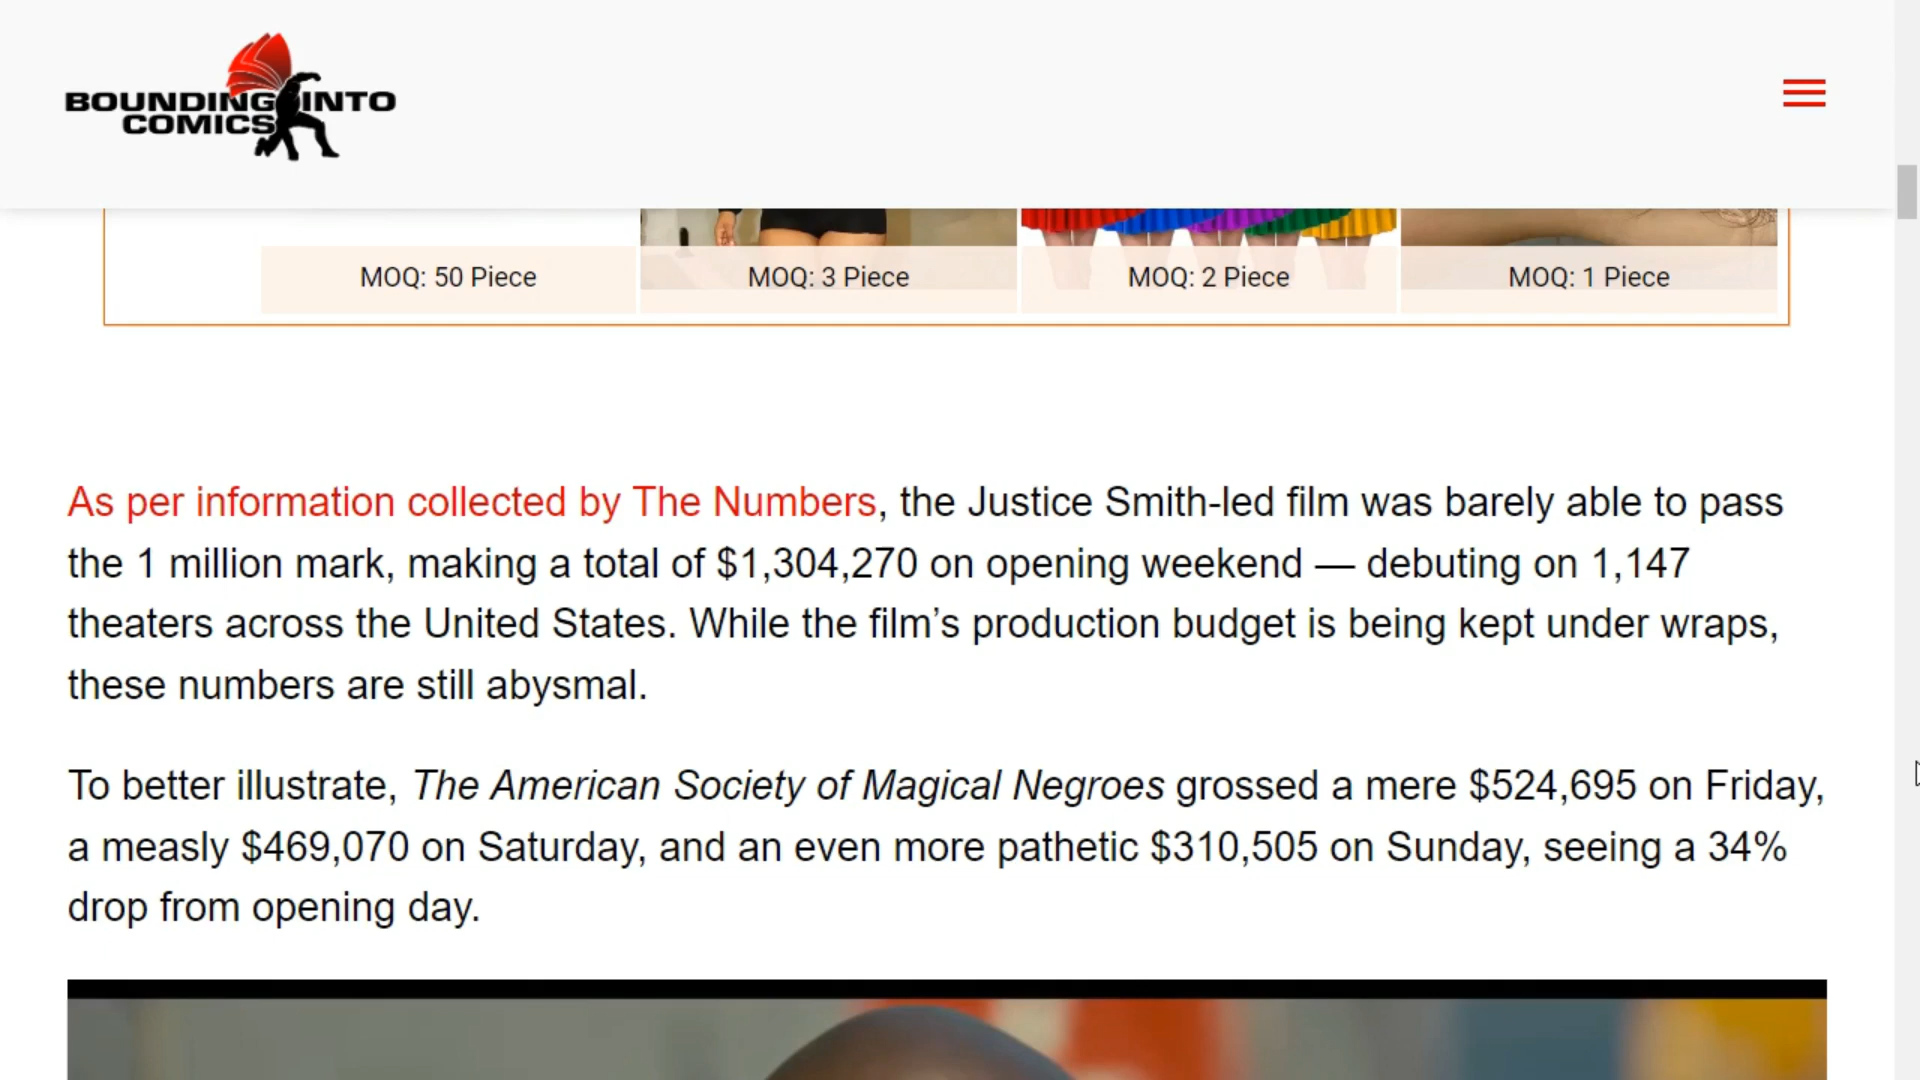 BOUNDING INTO
COMICS
MOQ: 50 Piece
MOQ: 3 Piece
MOQ: 2 Piece
MOQ: 1 Piece
As per information collected by The Numbers, the Justice Smith-led film was barely able to pass
the 1 million mark, making a total of $1,304,270 on opening weekend — debuting on 1,147
theaters across the United States. While the film’s production budget is being kept under wraps,
these numbers are still abysmal.
To better illustrate, The American Society of Magical Negroes grossed a mere $524,695 on Friday,
a measly $469,070 on Saturday, and an even more pathetic $310,505 on Sunday, seeing a 34%
drop from opening day.